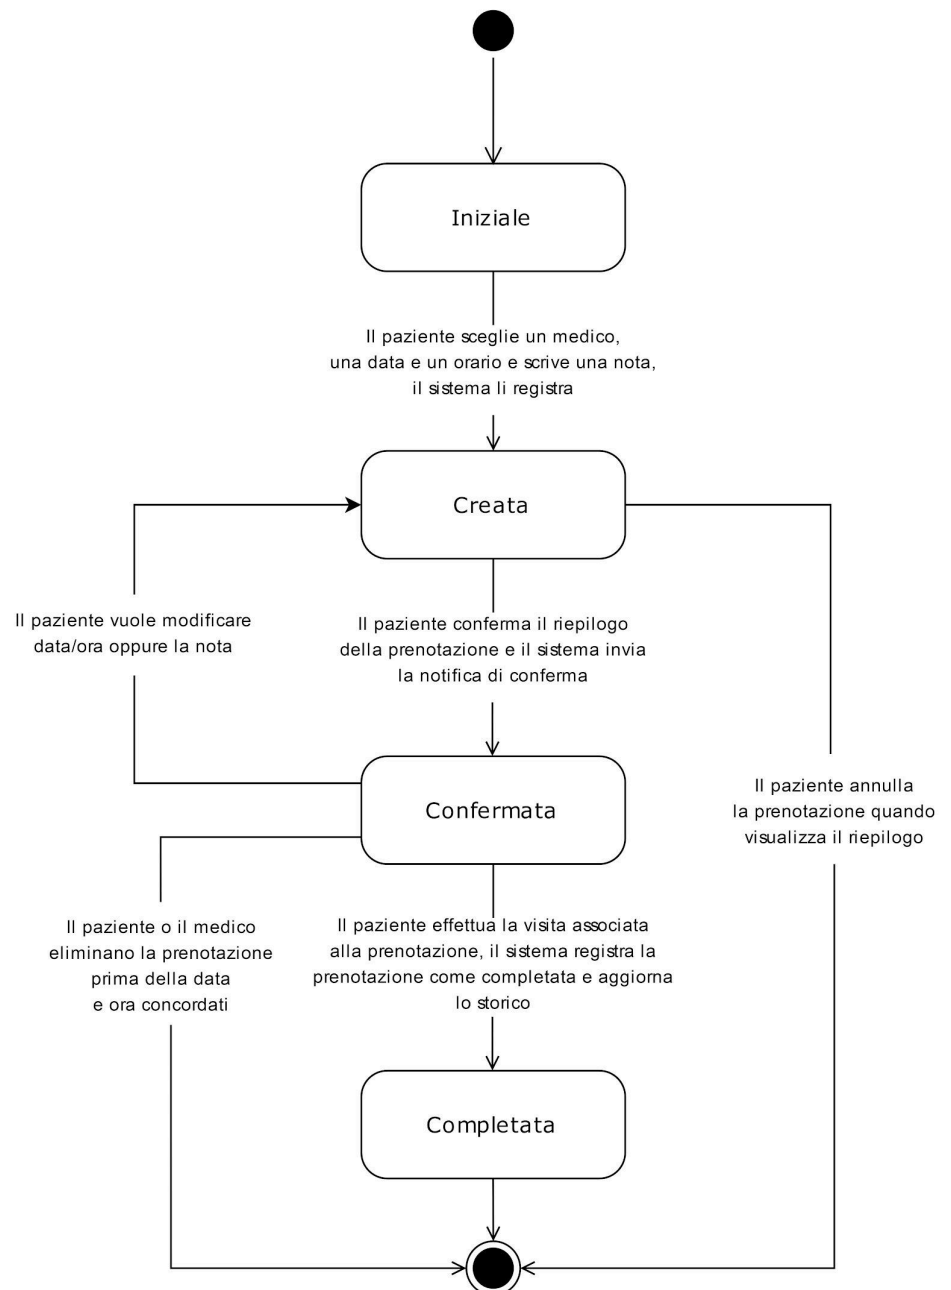 Iniziale
Il paziente sceglie un medico,
una data e un orario e scrive una nota,
il sistema li registra
Creata
Il paziente vuole modificare
data/ora oppure la nota
Il paziente conferma il riepilogo
della prenotazione e il sistema invia
la notifica di conferma
Il paziente annulla
la prenotazione quando
visualizza il riepilogo
Confermata
Il paziente o il medico
eliminano la prenotazione
prima della data
e ora concordati
Il paziente effettua la visita associata
alla prenotazione, il sistema registra la
prenotazione come completata e aggiorna
lo storico
Completata